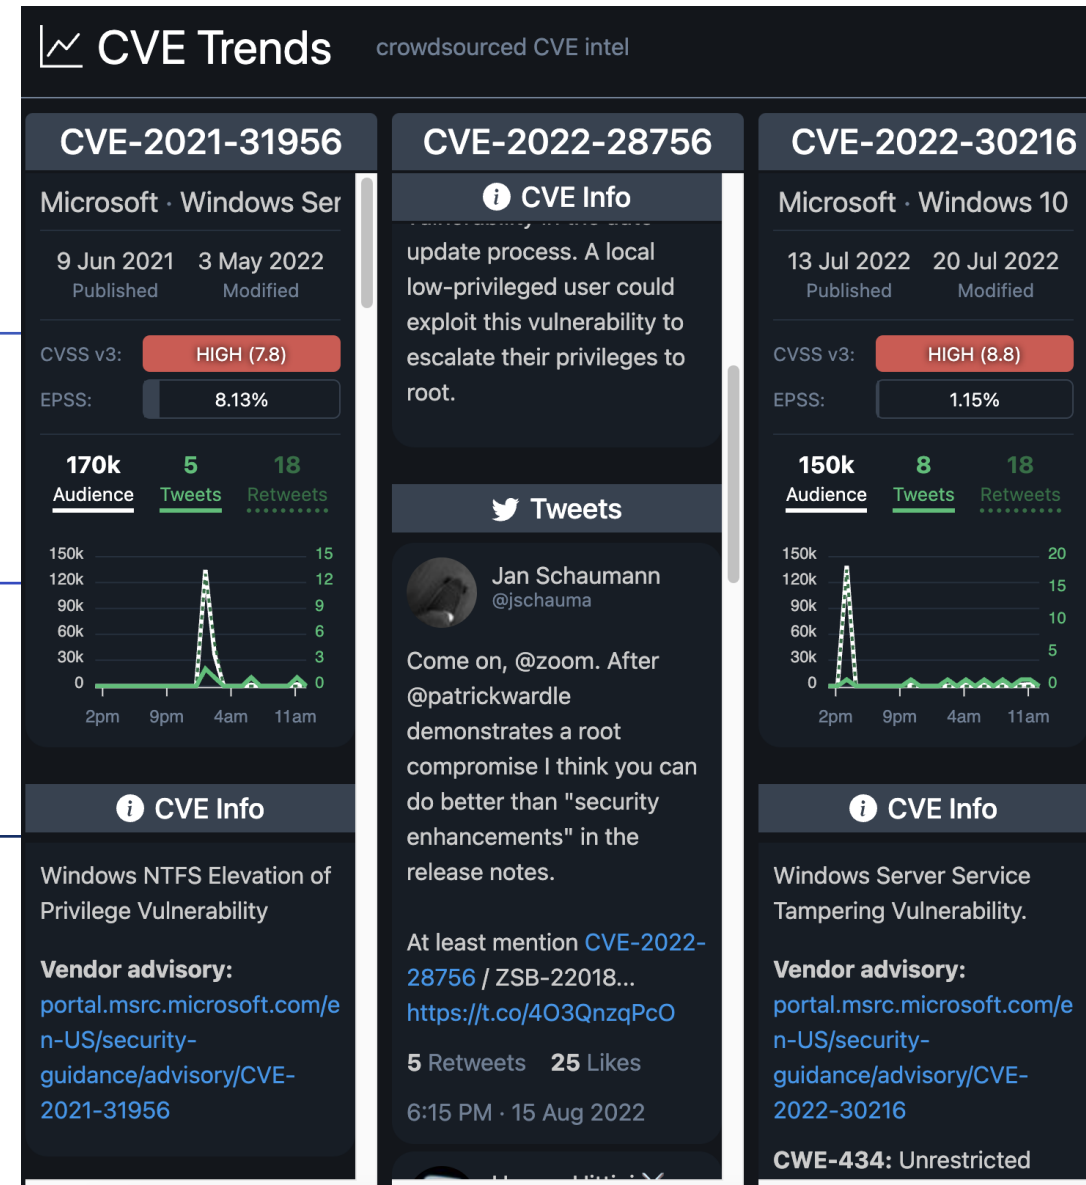 CVE Trends crowdsourced CVE intel
CVE-2021-31956
Microsoft · Windows Ser
9 Jun 2021 3 May 2022
Published Modified
CVSS v3: HIGH (7.8)
EPSS: 8.13%
170k 5 18
Audience Tweets Retweets
150k 15
120k 12
90k 9
60k 6
30k 3
0 0
2pm 9pm 4am 11am
i CVE Info
Windows NTFS Elevation of
Privilege Vulnerability
Vendor advisory:
portal.msrc.microsoft.com/e
n-US/security-
guidance/advisory/CVE-
2021-31956
CVE-2022-28756
i CVE Info
update process. A local
low-privileged user could
exploit this vulnerability to
escalate their privileges to
root.
Tweets
Jan Schaumann
@jschauma
Come on, @zoom. After
@patrickwardle
demonstrates a root
compromise I think you can
do better than "security
enhancements" in the
release notes.
At least mention CVE-2022-
28756 / ZSB-22018...
https://t.co/4O3QnzqPcO
5 Retweets 25 Likes
6:15 PM · 15 Aug 2022
CVE-2022-30216
Microsoft · Windows 10
13 Jul 2022 20 Jul 2022
Published Modified
CVSS v3: HIGH (8.8)
EPSS: 1.15%
150k 8 18
Audience Tweets Retweets
150k 20
120k 15
90k 10
60k 5
30k 0
0
2pm 9pm 4am 11am
i CVE Info
Windows Server Service
Tampering Vulnerability.
Vendor advisory:
portal.msrc.microsoft.com/e
n-US/security-
guidance/advisory/CVE-
2022-30216
CWE-434: Unrestricted